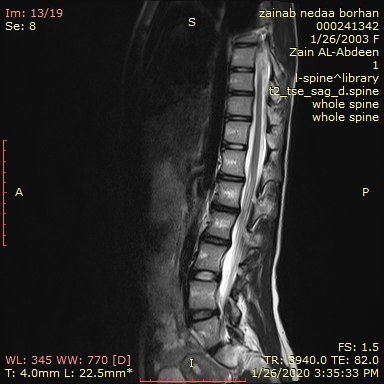 Im: 13/19
Se: 8
S
zainab nedaa borhan
000241342
1/26/2003 F
Zain AL-Abdeen
1
l-spine^library
t2_tse_sag_d.spine
whole spine
whole spine
A
P
WL: 345 WW: 770 [D]
T: 4.0mm L: 22.5mm*
I
FS: 1.5
TR: 3940.0 TE: 82.0
1/26/2020 3:35:33 PM